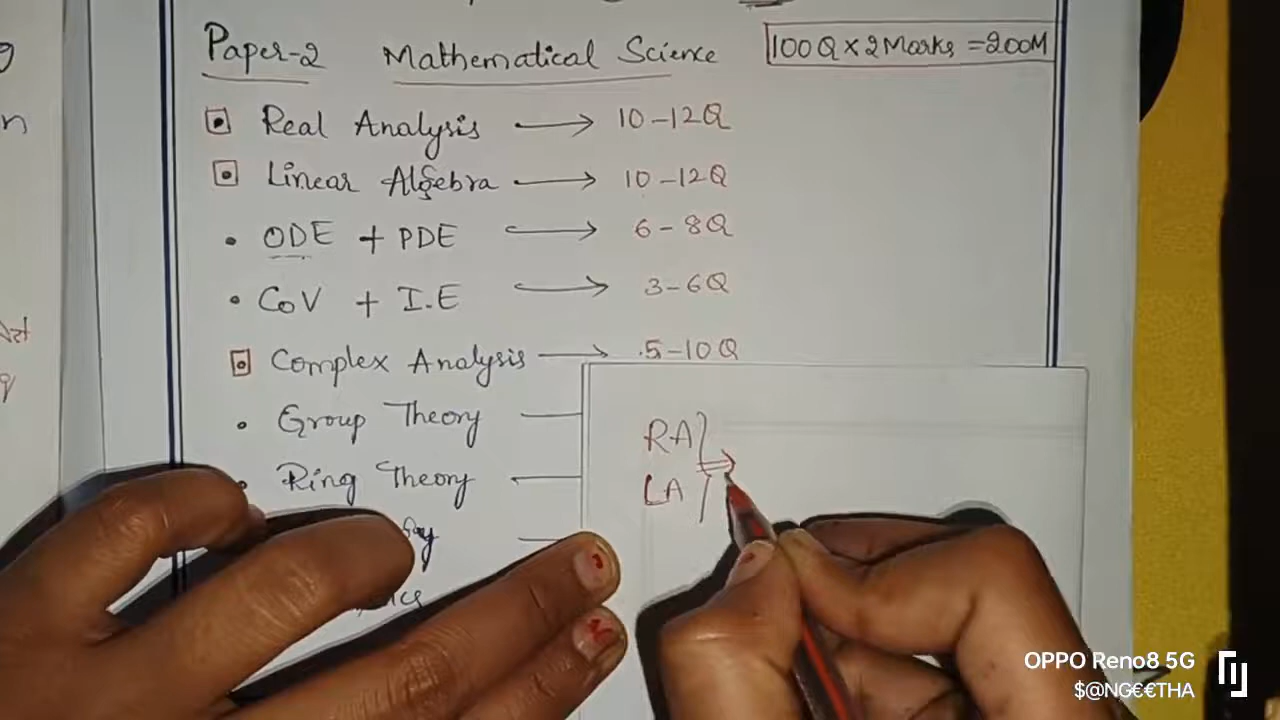 Paper-2 Mathematical Science 100Q × 2 Marks = 200M
Real Analysis → 10-12Q
Linear Algebra → 10-12Q
• ODE + PDE → 6-8Q
• CoV + I.E → 3-6Q
Complex Analysis → 5-10Q
• Group Theory
• Ring Theory
RA
LA
OPPO Reno8 5G
$@NG€€THA